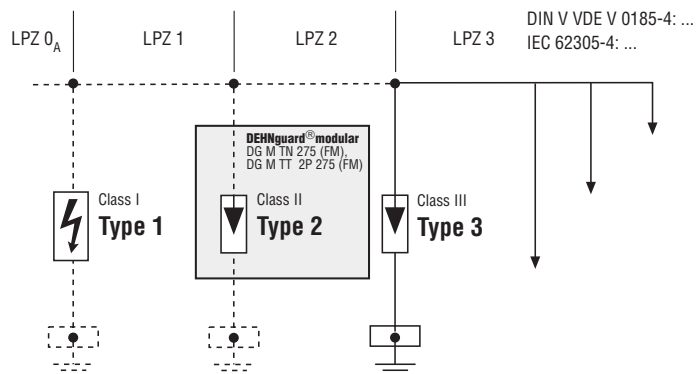 LPZ 0A
LPZ 1
LPZ 2
LPZ 3
DIN V VDE V 0185-4: ...
IEC 62305-4: ...
DEHNguard®modular
DG M TN 275 (FM),
DG M TT 2P 275 (FM)
Class I
Type 1
Class II
Type 2
Class III
Type 3